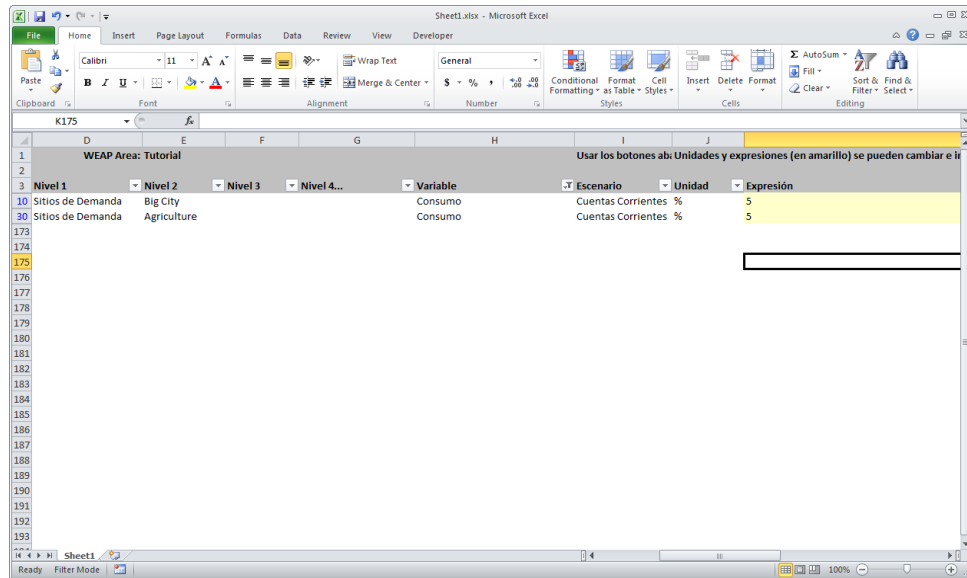 Sheet1.xlsx - Microsoft Excel
File Home Insert Page Layout Formulas Data Review View Developer
Calibri 11 A A Wrap Text General Σ AutoSum
Fill
Paste B I U A Merge & Center $ % , .0 .00 .00 .0 Conditional Format Cell Insert Delete Format Clear Sort & Find &
Formatting as Table Styles Filter Select
Clipboard Font Alignment Number Styles Cells Editing
K175 fx
D E F G H I J
1 WEAP Area: Tutorial Usar los botones aba Unidades y expresiones (en amarillo) se pueden cambiar e in
2
3 Nivel 1 Nivel 2 Nivel 3 Nivel 4... Variable Escenario Unidad Expresión
10 Sitios de Demanda Big City Consumo Cuentas Corrientes % 5
30 Sitios de Demanda Agriculture Consumo Cuentas Corrientes % 5
173
174
175
176
177
178
179
180
181
182
183
184
185
186
187
188
189
190
191
192
193
Sheet1
Ready Filter Mode 100%